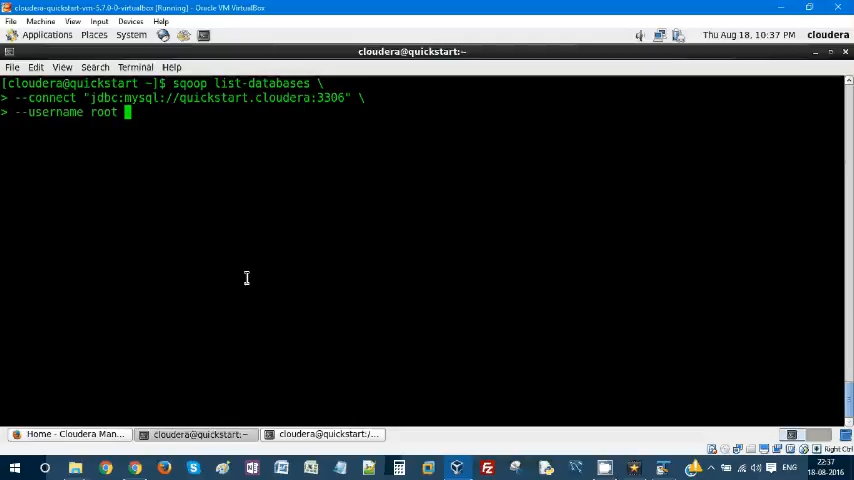 cloudera-quickstart-vm-5.7.0-0-virtualbox [Running] - Oracle VM VirtualBox
File Machine View Input Devices Help
Applications Places System Thu Aug 18, 10:37 PM cloudera
cloudera@quickstart:~
File Edit View Search Terminal Help
[cloudera@quickstart ~]$ sqoop list-databases \
> --connect "jdbc:mysql://quickstart.cloudera:3306" \
> --username root
Home - Cloudera Man... cloudera@quickstart:~ cloudera@quickstart:/...
Right Ctrl
ENG 22:37
18-08-2016